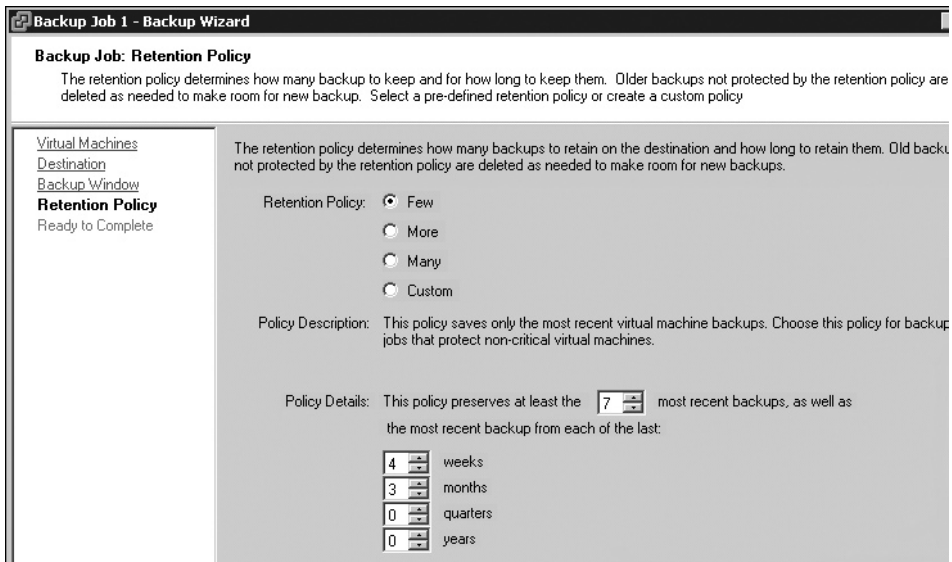 Backup Job 1 - Backup Wizard
Backup Job: Retention Policy
The retention policy determines how many backup to keep and for how long to keep them. Older backups not protected by the retention policy are
deleted as needed to make room for new backup. Select a pre-defined retention policy or create a custom policy
Virtual Machines
Destination
Backup Window
Retention Policy
Ready to Complete
The retention policy determines how many backups to retain on the destination and how long to retain them. Old backu
not protected by the retention policy are deleted as needed to make room for new backups.
Retention Policy: Few
More
Many
Custom
Policy Description: This policy saves only the most recent virtual machine backups. Choose this policy for backup
jobs that protect non-critical virtual machines.
Policy Details: This policy preserves at least the 7 most recent backups, as well as
the most recent backup from each of the last:
4 weeks
3 months
0 quarters
0 years